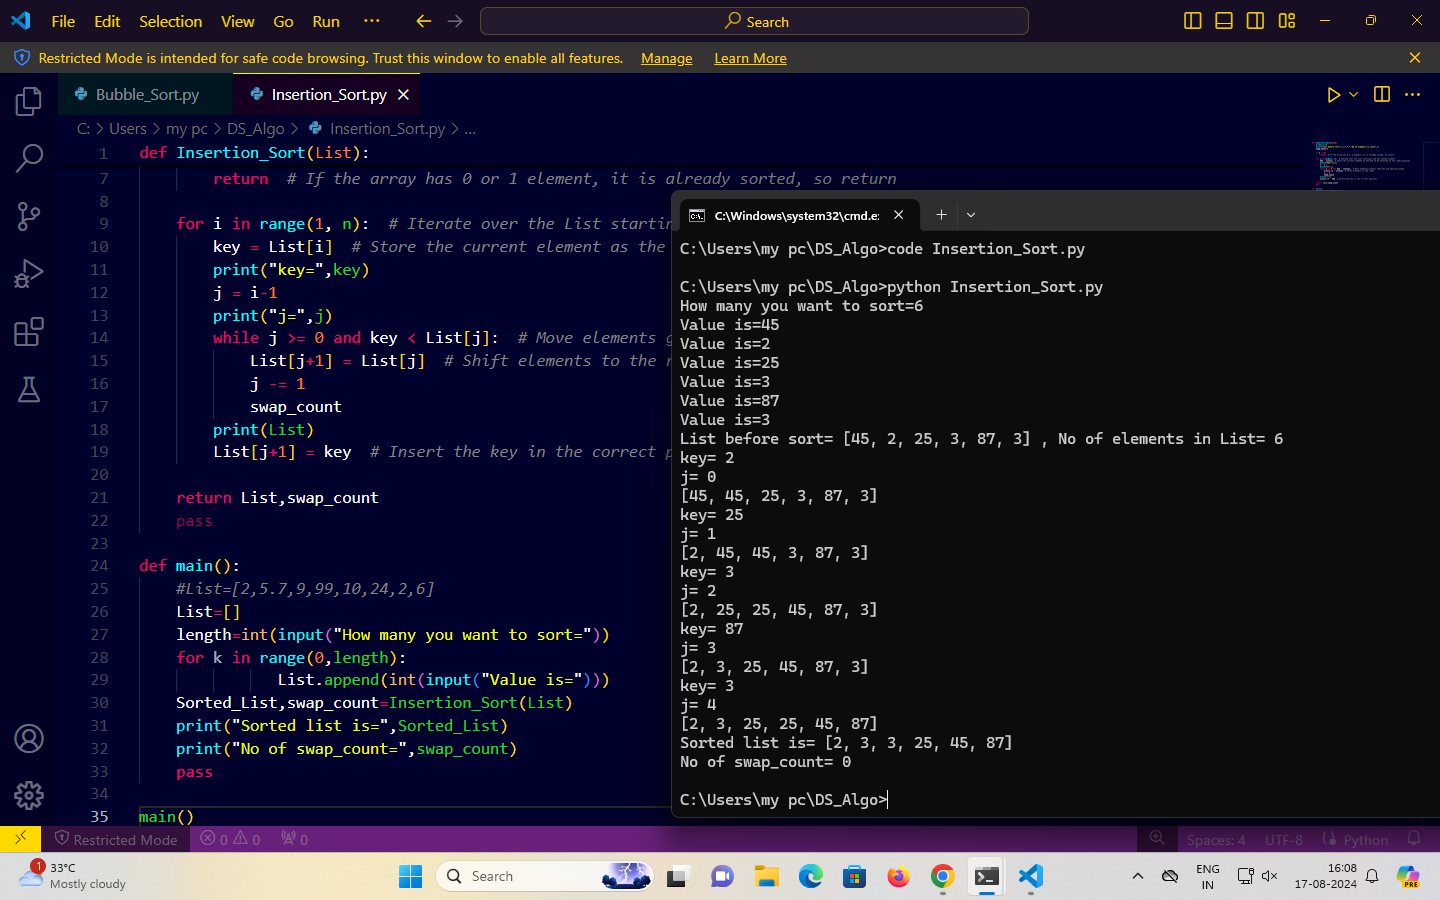 File Edit Selection View Go Run ··· Search
Restricted Mode is intended for safe code browsing. Trust this window to enable all features. Manage Learn More
Bubble_Sort.py Insertion_Sort.py
C: > Users > my pc > DS_Algo > Insertion_Sort.py > ...
1 def Insertion_Sort(List):
7 return # If the array has 0 or 1 element, it is already sorted, so return
8
9 for i in range(1, n): # Iterate over the List startin
10 key = List[i] # Store the current element as the
11 print("key=",key)
12 j = i-1
13 print("j=",j)
14 while j >= 0 and key < List[j]: # Move elements g
15 List[j+1] = List[j] # Shift elements to the r
16 j -= 1
17 swap_count
18 print(List)
19 List[j+1] = key # Insert the key in the correct p
20
21 return List,swap_count
22 pass
23
24 def main():
25 #List=[2,5.7,9,99,10,24,2,6]
26 List=[]
27 length=int(input("How many you want to sort="))
28 for k in range(0,length):
29 List.append(int(input("Value is=")))
30 Sorted_List,swap_count=Insertion_Sort(List)
31 print("Sorted list is=",Sorted_List)
32 print("No of swap_count=",swap_count)
33 pass
34
35 main()
C:\Windows\system32\cmd.e
C:\Users\my pc\DS_Algo>code Insertion_Sort.py
C:\Users\my pc\DS_Algo>python Insertion_Sort.py
How many you want to sort=6
Value is=45
Value is=2
Value is=25
Value is=3
Value is=87
Value is=3
List before sort= [45, 2, 25, 3, 87, 3] , No of elements in List= 6
key= 2
j= 0
[45, 45, 25, 3, 87, 3]
key= 25
j= 1
[2, 45, 45, 3, 87, 3]
key= 3
j= 2
[2, 25, 25, 45, 87, 3]
key= 87
j= 3
[2, 3, 25, 45, 87, 3]
key= 3
j= 4
[2, 3, 25, 25, 45, 87]
Sorted list is= [2, 3, 3, 25, 45, 87]
No of swap_count= 0
C:\Users\my pc\DS_Algo>
Restricted Mode 0 0 0 Spaces: 4 UTF-8 Python
1 33°C
Mostly cloudy
Search
PRE
ENG
IN
16:08
17-08-2024